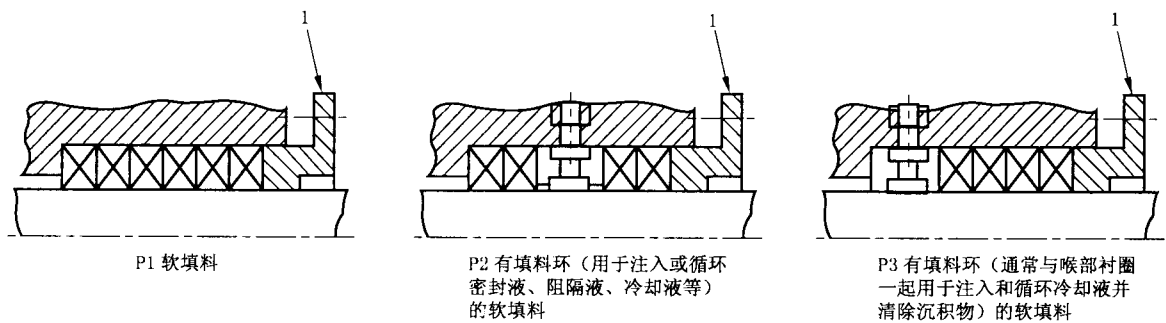 1
1
1
P1 软填料
P2 有填料环（用于注入或循环
密封液、阻隔液、冷却液等）
的软填料
P3 有填料环（通常与喉部衬圈
一起用于注入和循环冷却液并
清除沉积物）的软填料